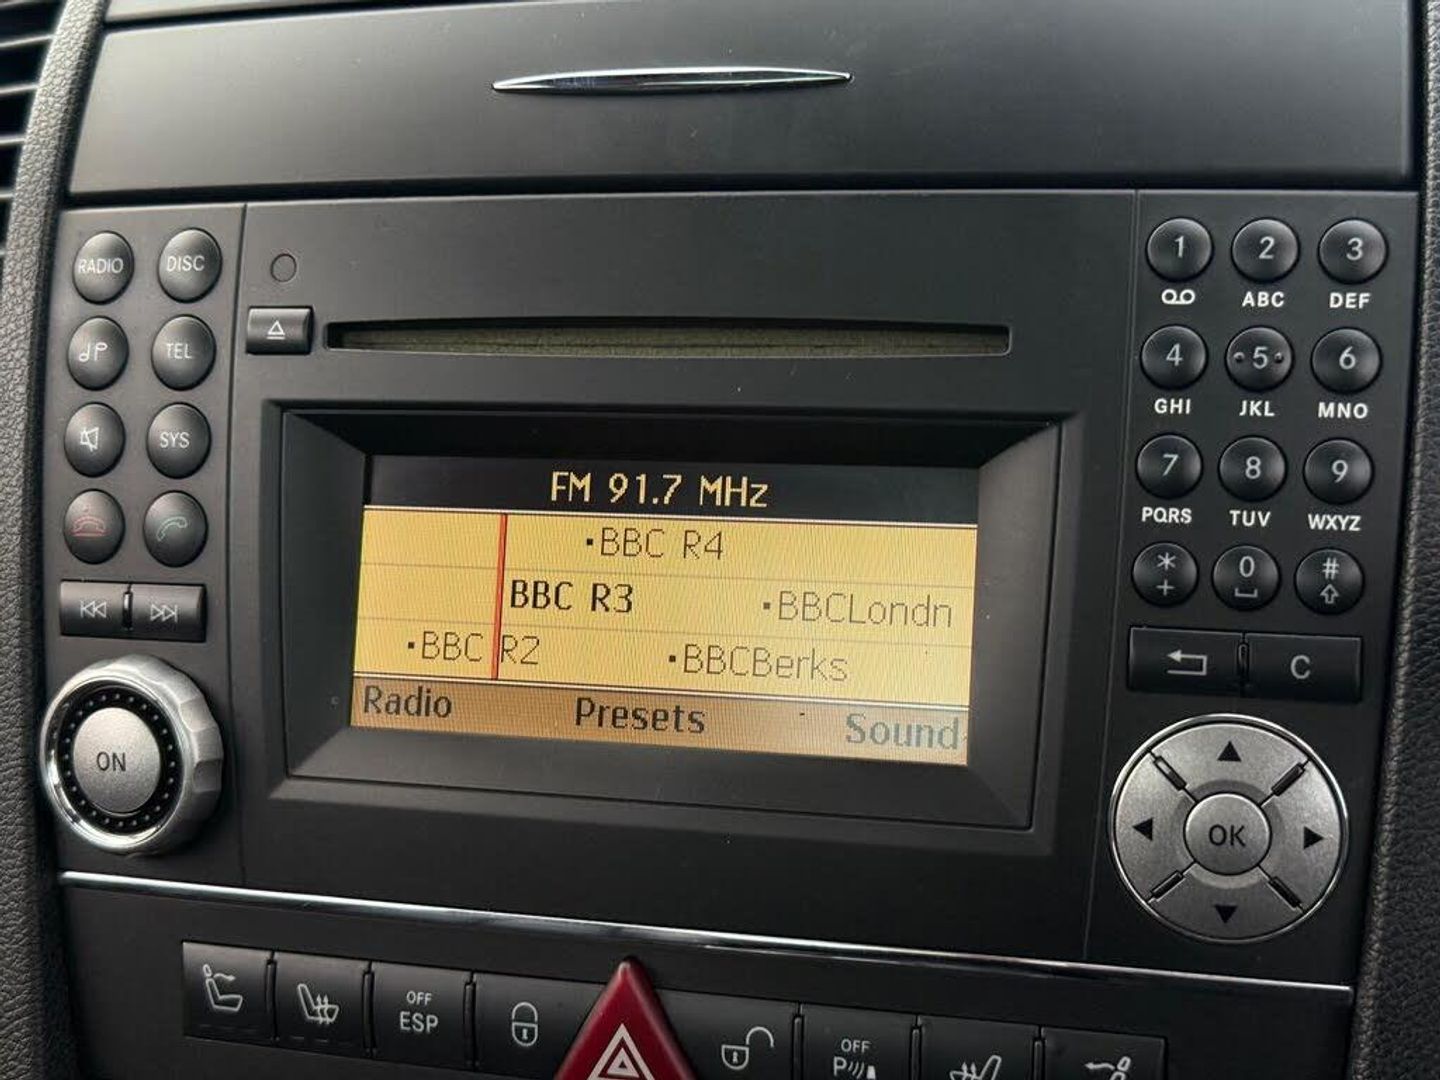 RADIO DISC
TEL
SYS
ON
FM 91.7 MHz
·BBC R4
BBC R3 ·BBCLondn
·BBC R2 ·BBCBerks
Radio Presets Sound
1 2 3
ABC DEF
4 5 6
GHI JKL MNO
7 8 9
PQRS TUV WXYZ
* 0 #
+
C
OK
OFF
ESP
OFF
P